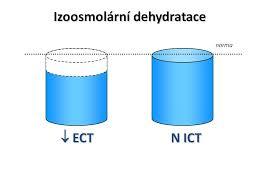 Izoosmolární dehydratace
norma
↓ ECT
N ICT